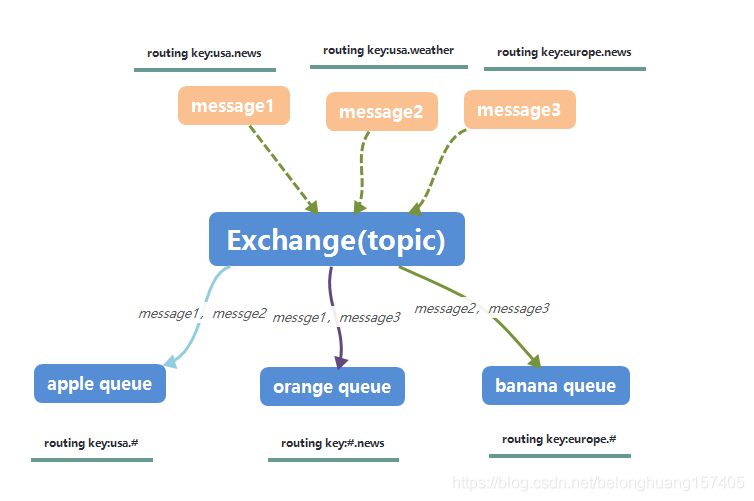 routing key:usa.news
routing key:usa.weather
routing key:europe.news
message1
message2
message3
Exchange(topic)
message1，messge2
messge1，message3
message2，message3
apple queue
orange queue
banana queue
routing key:usa.#
routing key:#.news
routing key:europe.#
https://blog.csdn.net/belonghuang157405